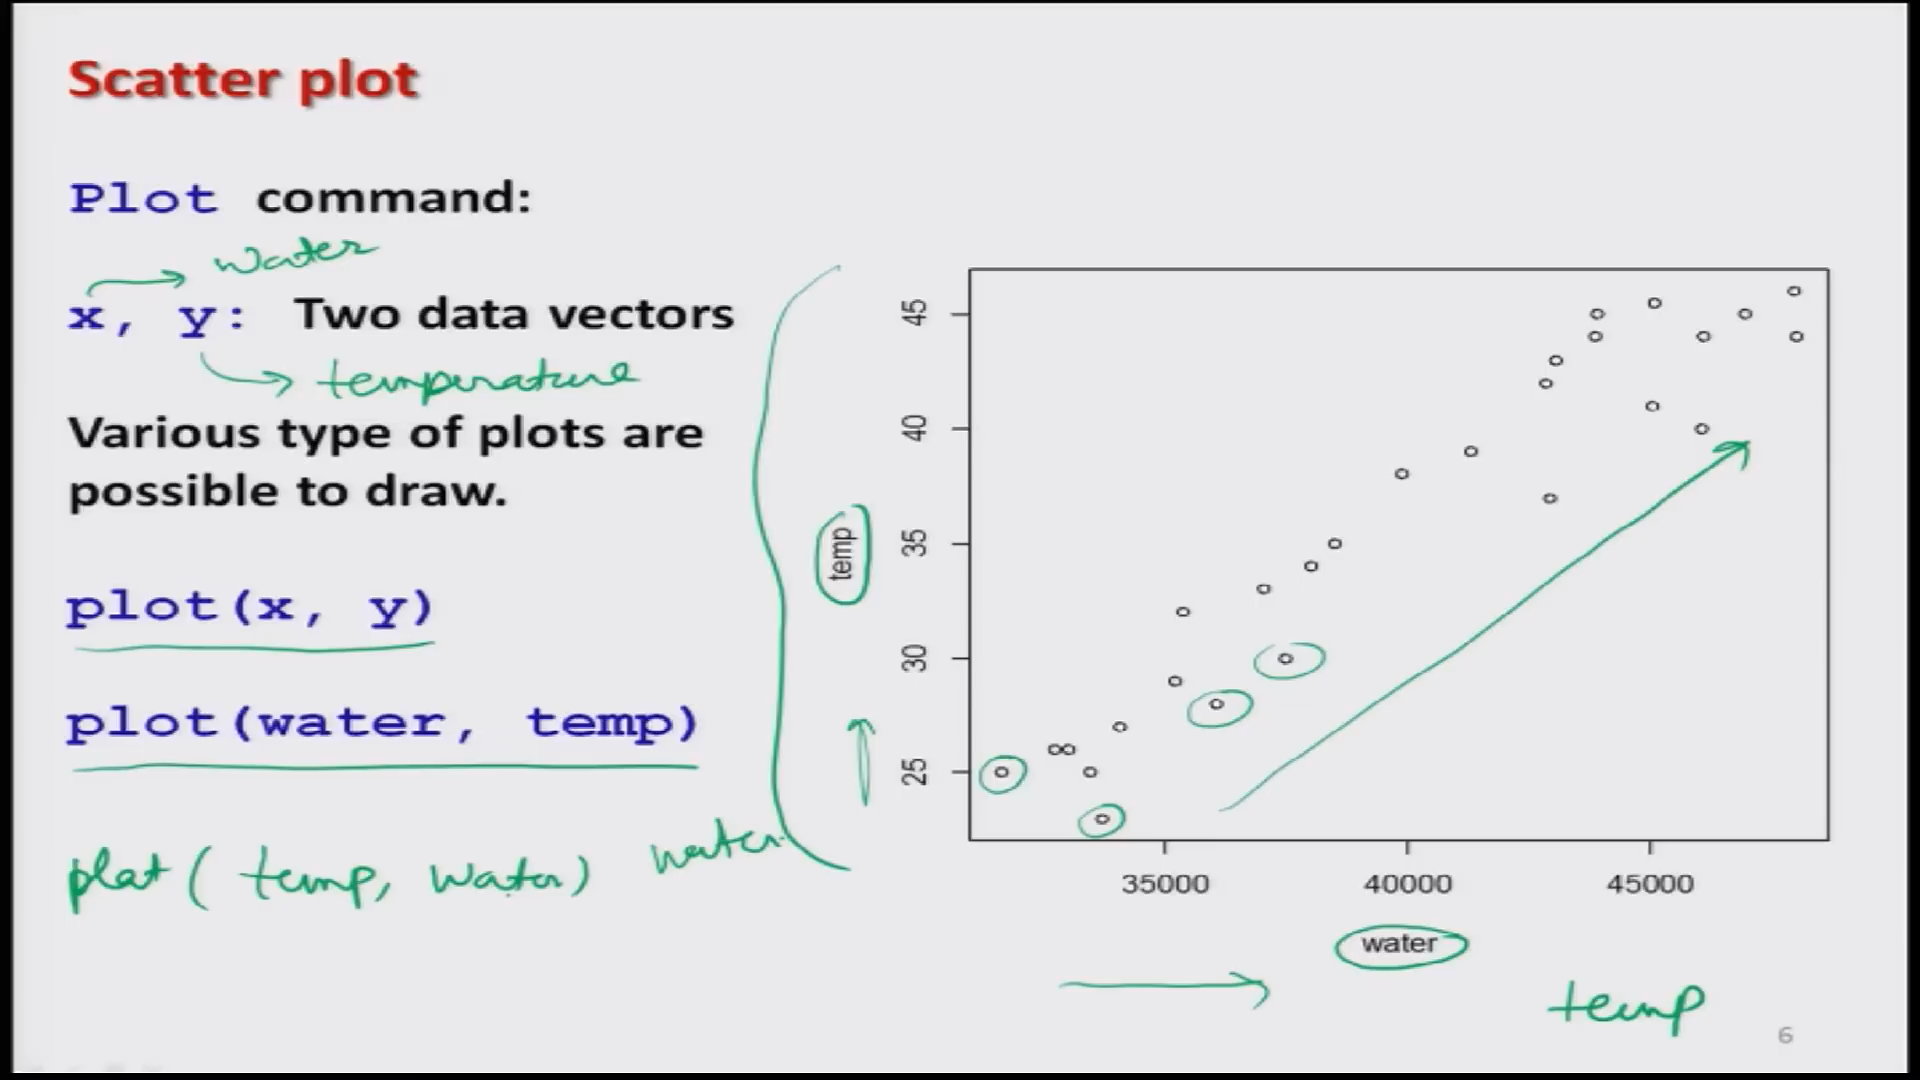 Scatter plot
Plot command:
water
x, y: Two data vectors
temperature
Various type of plots are
possible to draw.
plot(x, y)
plot(water, temp)
plot( temp, water)
water
temp
45
40
35
30
25
35000 40000 45000
water
temp
6